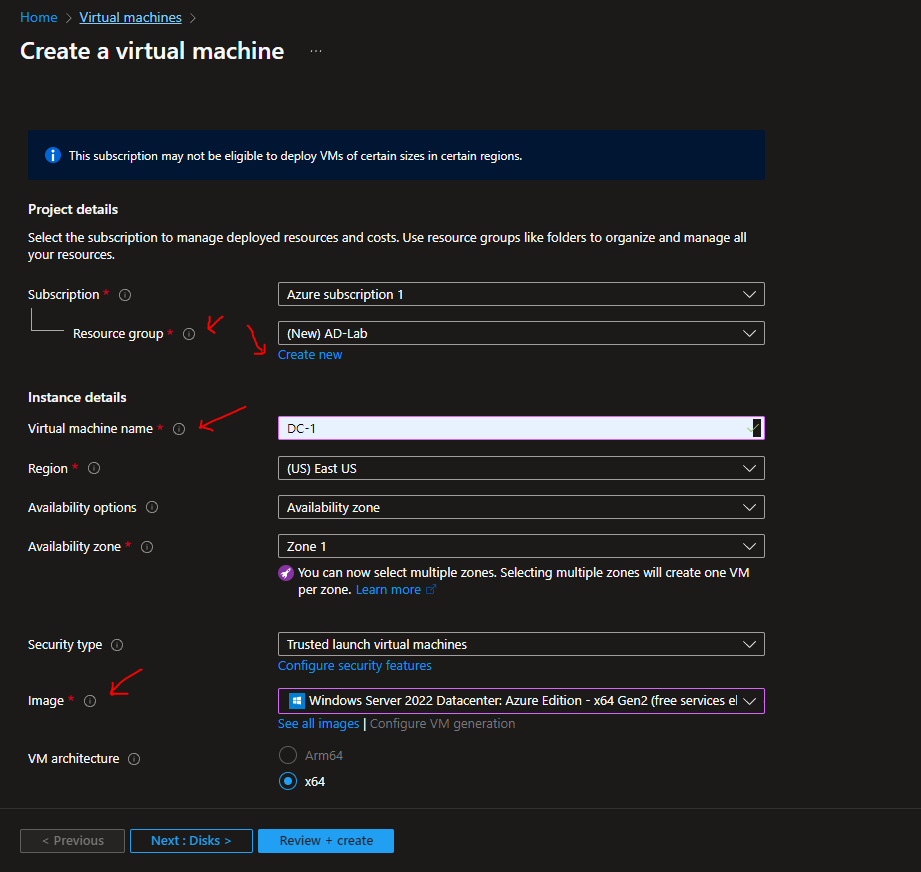 Home > Virtual machines >
Create a virtual machine ...
This subscription may not be eligible to deploy VMs of certain sizes in certain regions.
Project details
Select the subscription to manage deployed resources and costs. Use resource groups like folders to organize and manage all
your resources.
Subscription * Azure subscription 1
Resource group * (New) AD-Lab
Create new
Instance details
Virtual machine name * DC-1
Region * (US) East US
Availability options Availability zone
Availability zone * Zone 1
You can now select multiple zones. Selecting multiple zones will create one VM
per zone. Learn more
Security type Trusted launch virtual machines
Configure security features
Image * Windows Server 2022 Datacenter: Azure Edition - x64 Gen2 (free services el
See all images | Configure VM generation
VM architecture Arm64
x64
< Previous Next : Disks > Review + create